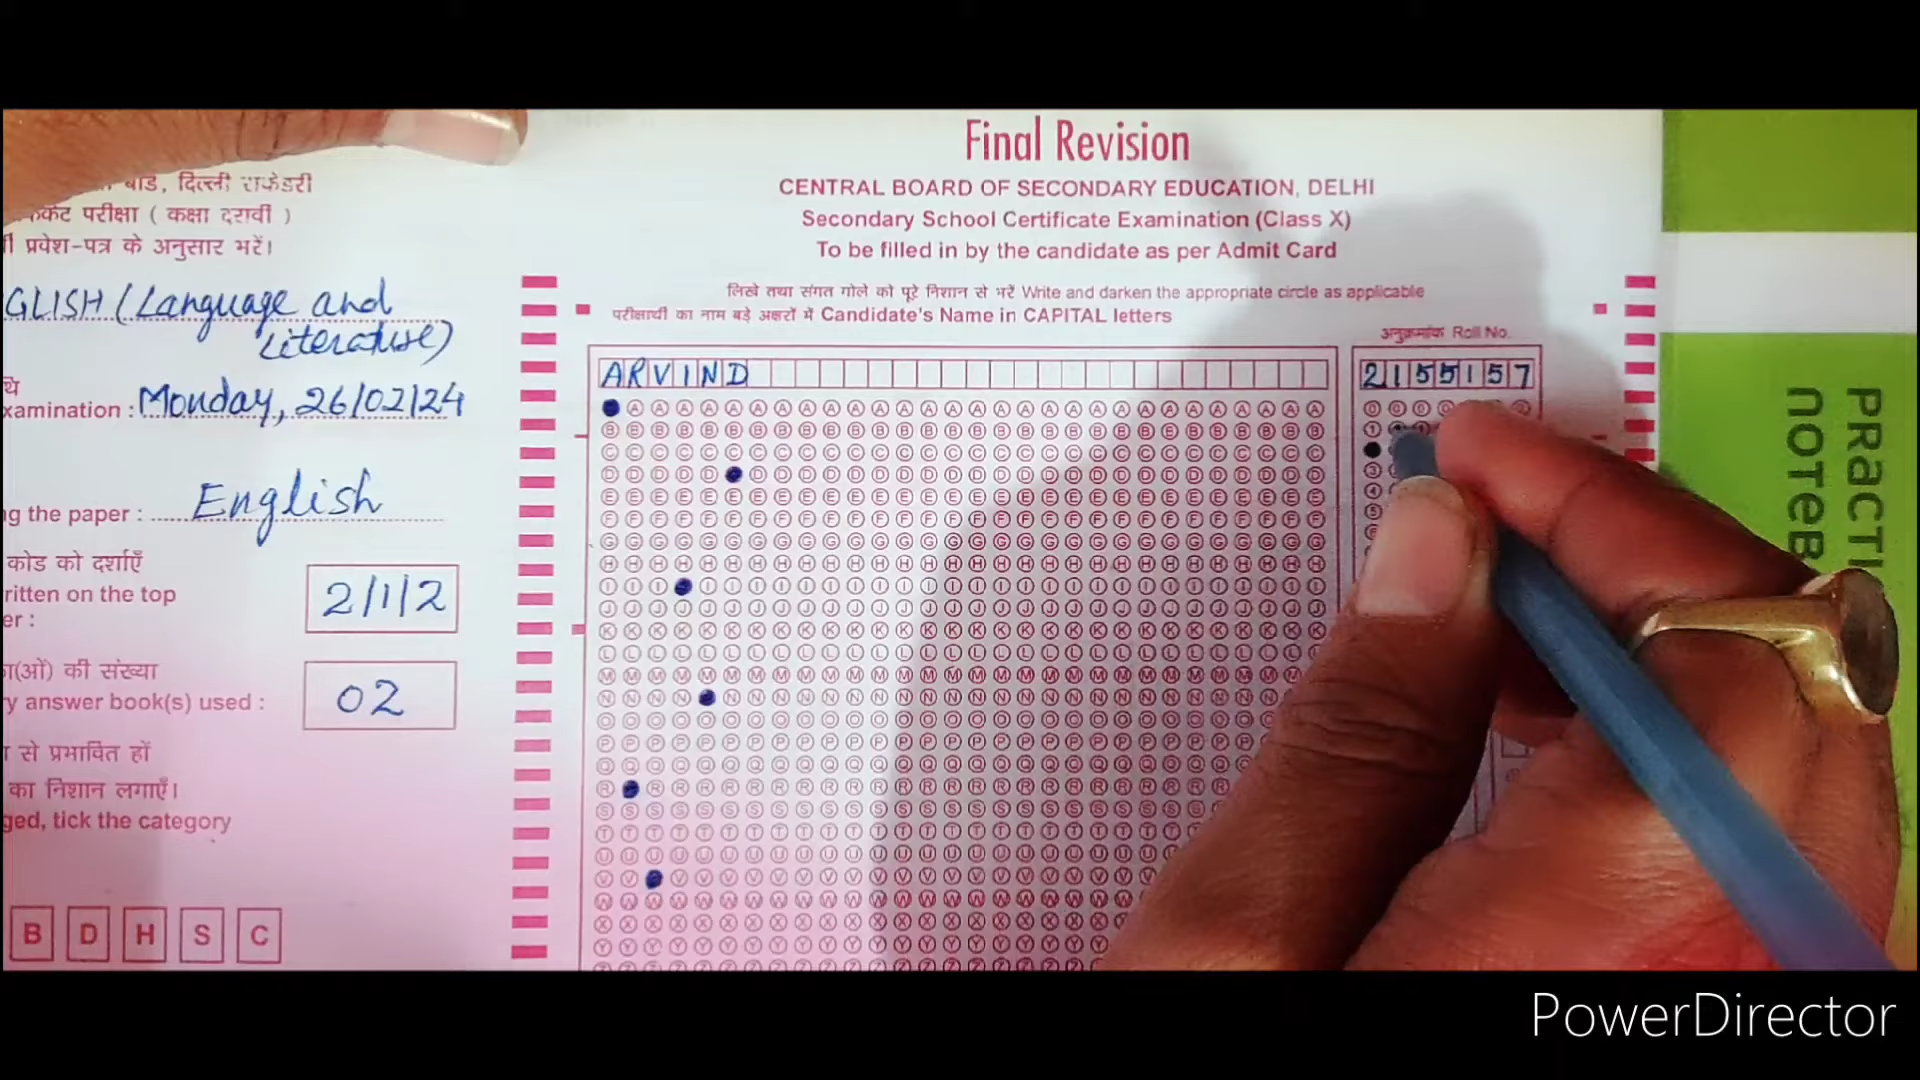 Final Revision
CENTRAL BOARD OF SECONDARY EDUCATION, DELHI
Secondary School Certificate Examination (Class X)
To be filled in by the candidate as per Admit Card
लिखे तथा संगत गोले को पूरे निशान से भरें Write and darken the appropriate circle as applicable
परीक्षार्थी का नाम बड़े अक्षरों में Candidate's Name in CAPITAL letters
अनुक्रमांक Roll No.
ARVIND
2155157
दिल्ली
परीक्षा ( कक्षा दसवीं )
प्रवेश-पत्र के अनुसार भरें।
GLISH (Language and
Literature)
xamination : Monday, 26/02/24
ng the paper : English
कोड को दर्शाएँ
ritten on the top
er :
2/1/2
ा(ओं) की संख्या
y answer book(s) used :
02
से प्रभावित हों
का निशान लगाएँ।
ged, tick the category
B D H S C
PRACTI
NOTEB
PowerDirector